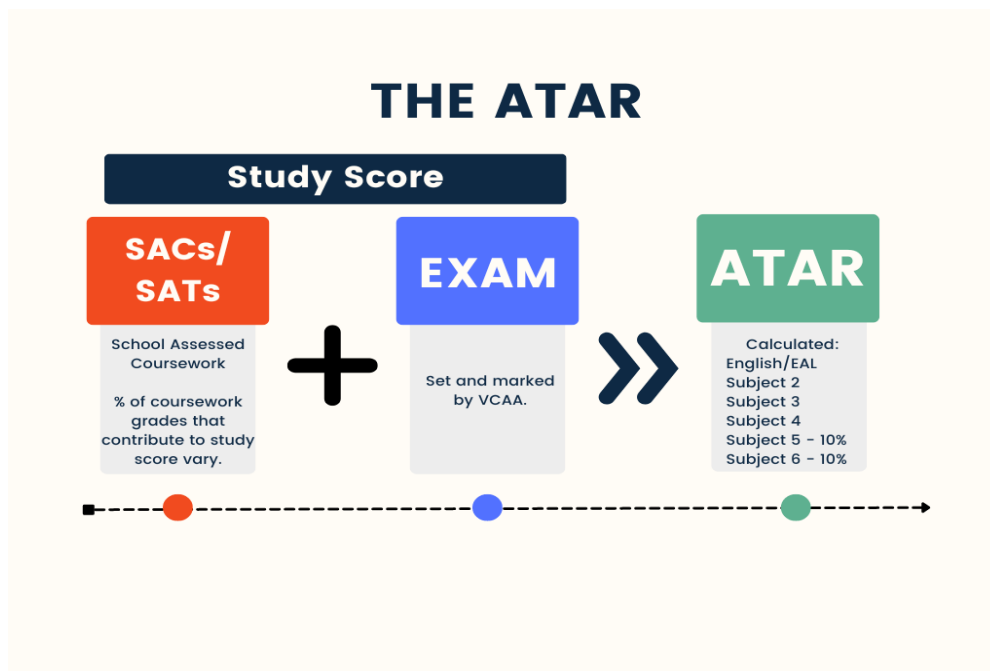 THE ATAR
Study Score
SACs/
SATs
School Assessed
Coursework
% of coursework
grades that
contribute to study
score vary.
EXAM
Set and marked
by VCAA.
ATAR
Calculated:
English/EAL
Subject 2
Subject 3
Subject 4
Subject 5 - 10%
Subject 6 - 10%